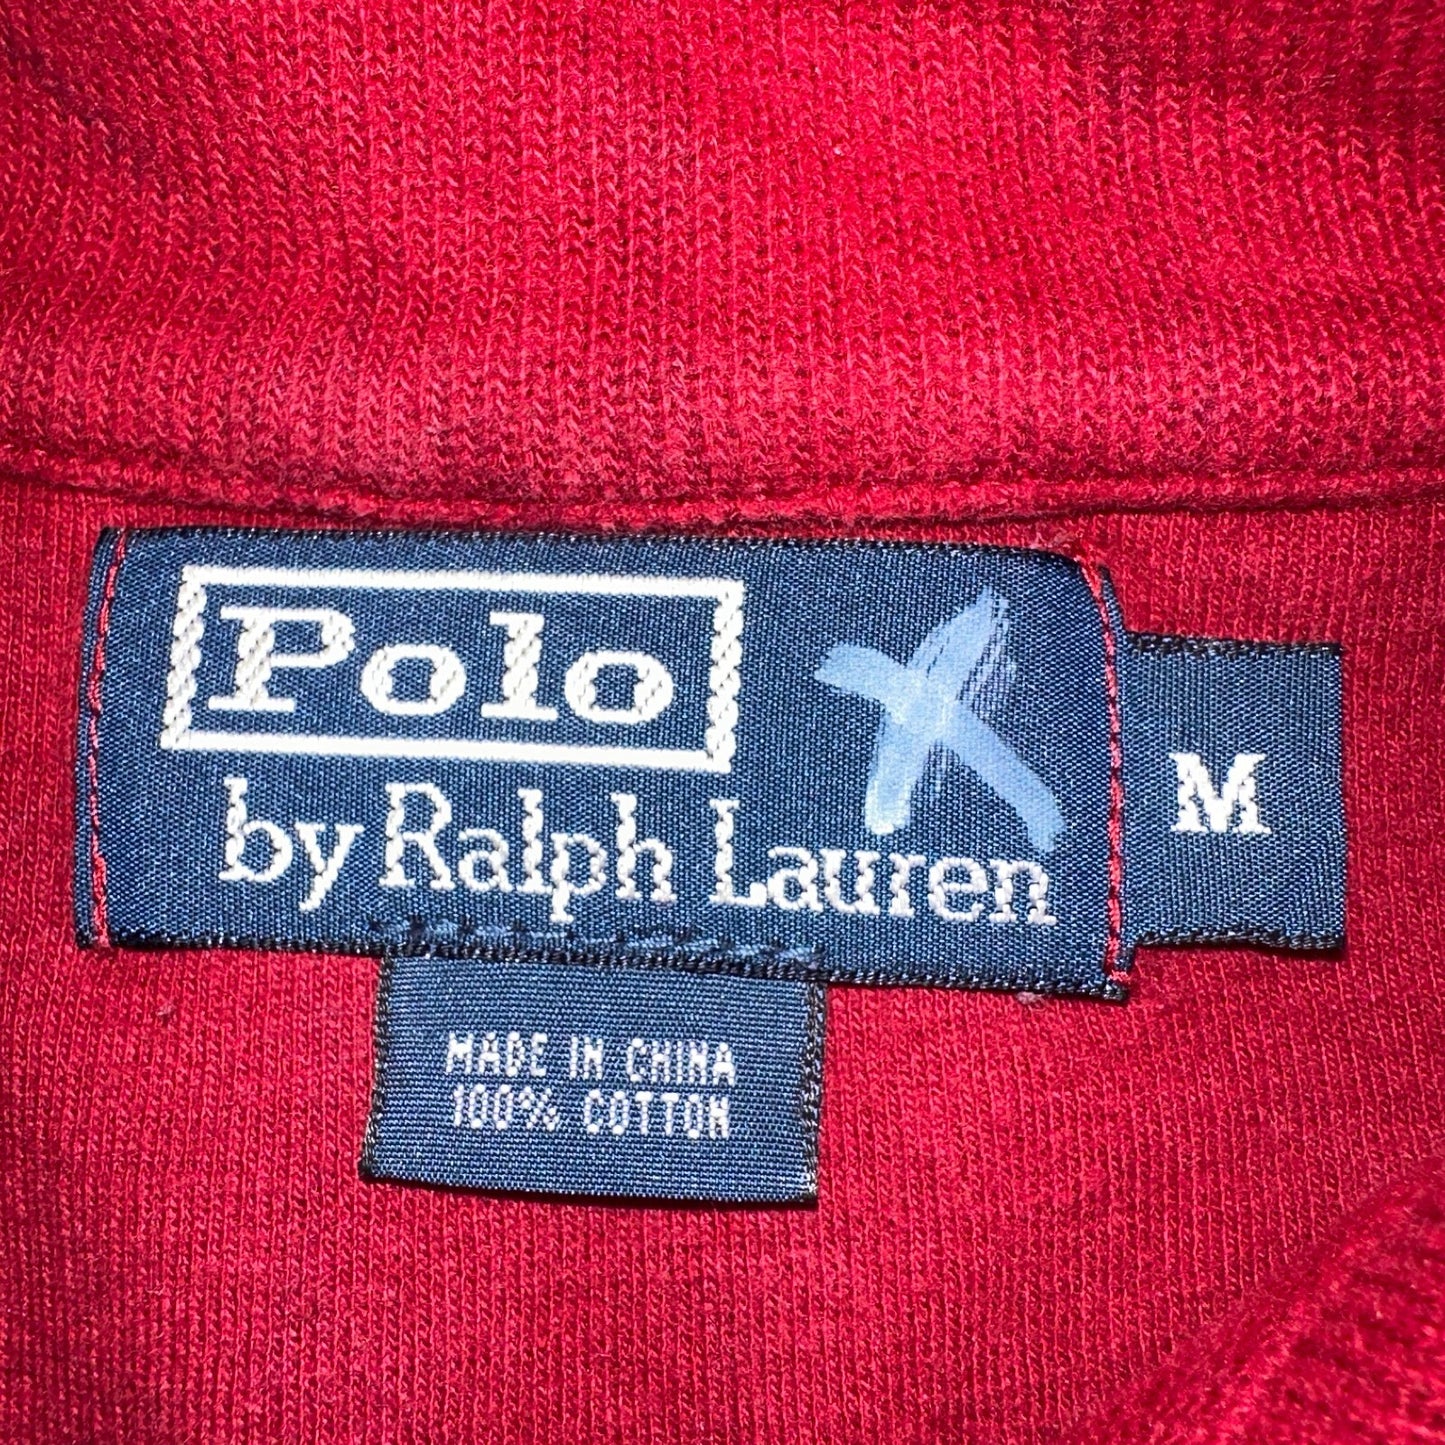 Polo
by Ralph Lauren
M
MADE IN CHINA
100% COTTON